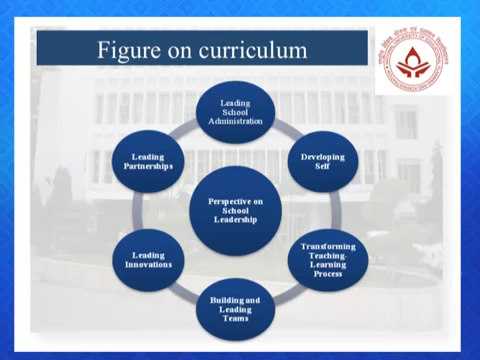 Figure on curriculum
Leading
School
Administration
Developing
Self
Transforming
Teaching-
Learning
Process
Building and
Leading
Teams
Leading
Innovations
Leading
Partnerships
Perspective on
School
Leadership